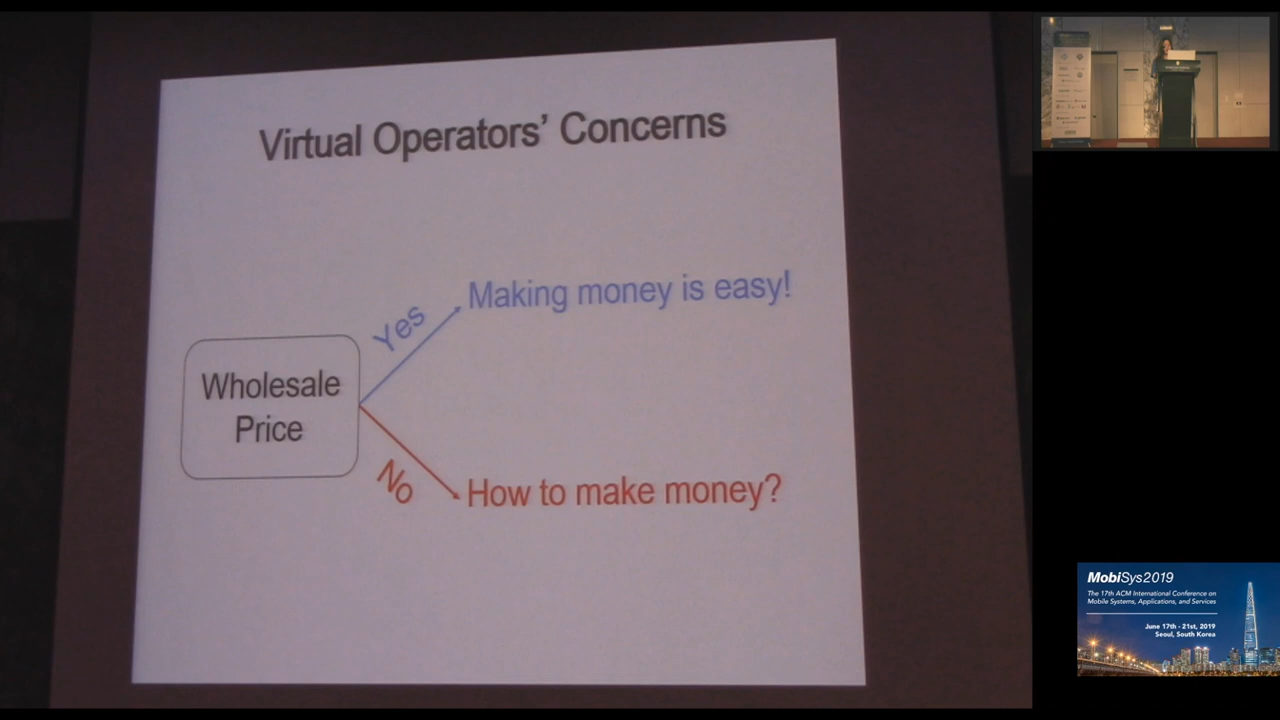 Virtual Operators' Concerns
Yes
Making money is easy!
Wholesale
Price
No
How to make money?
MobiSys2019
The 17th ACM International Conference on
Mobile Systems, Applications, and Services
June 17th - 21st, 2019
Seoul, South Korea